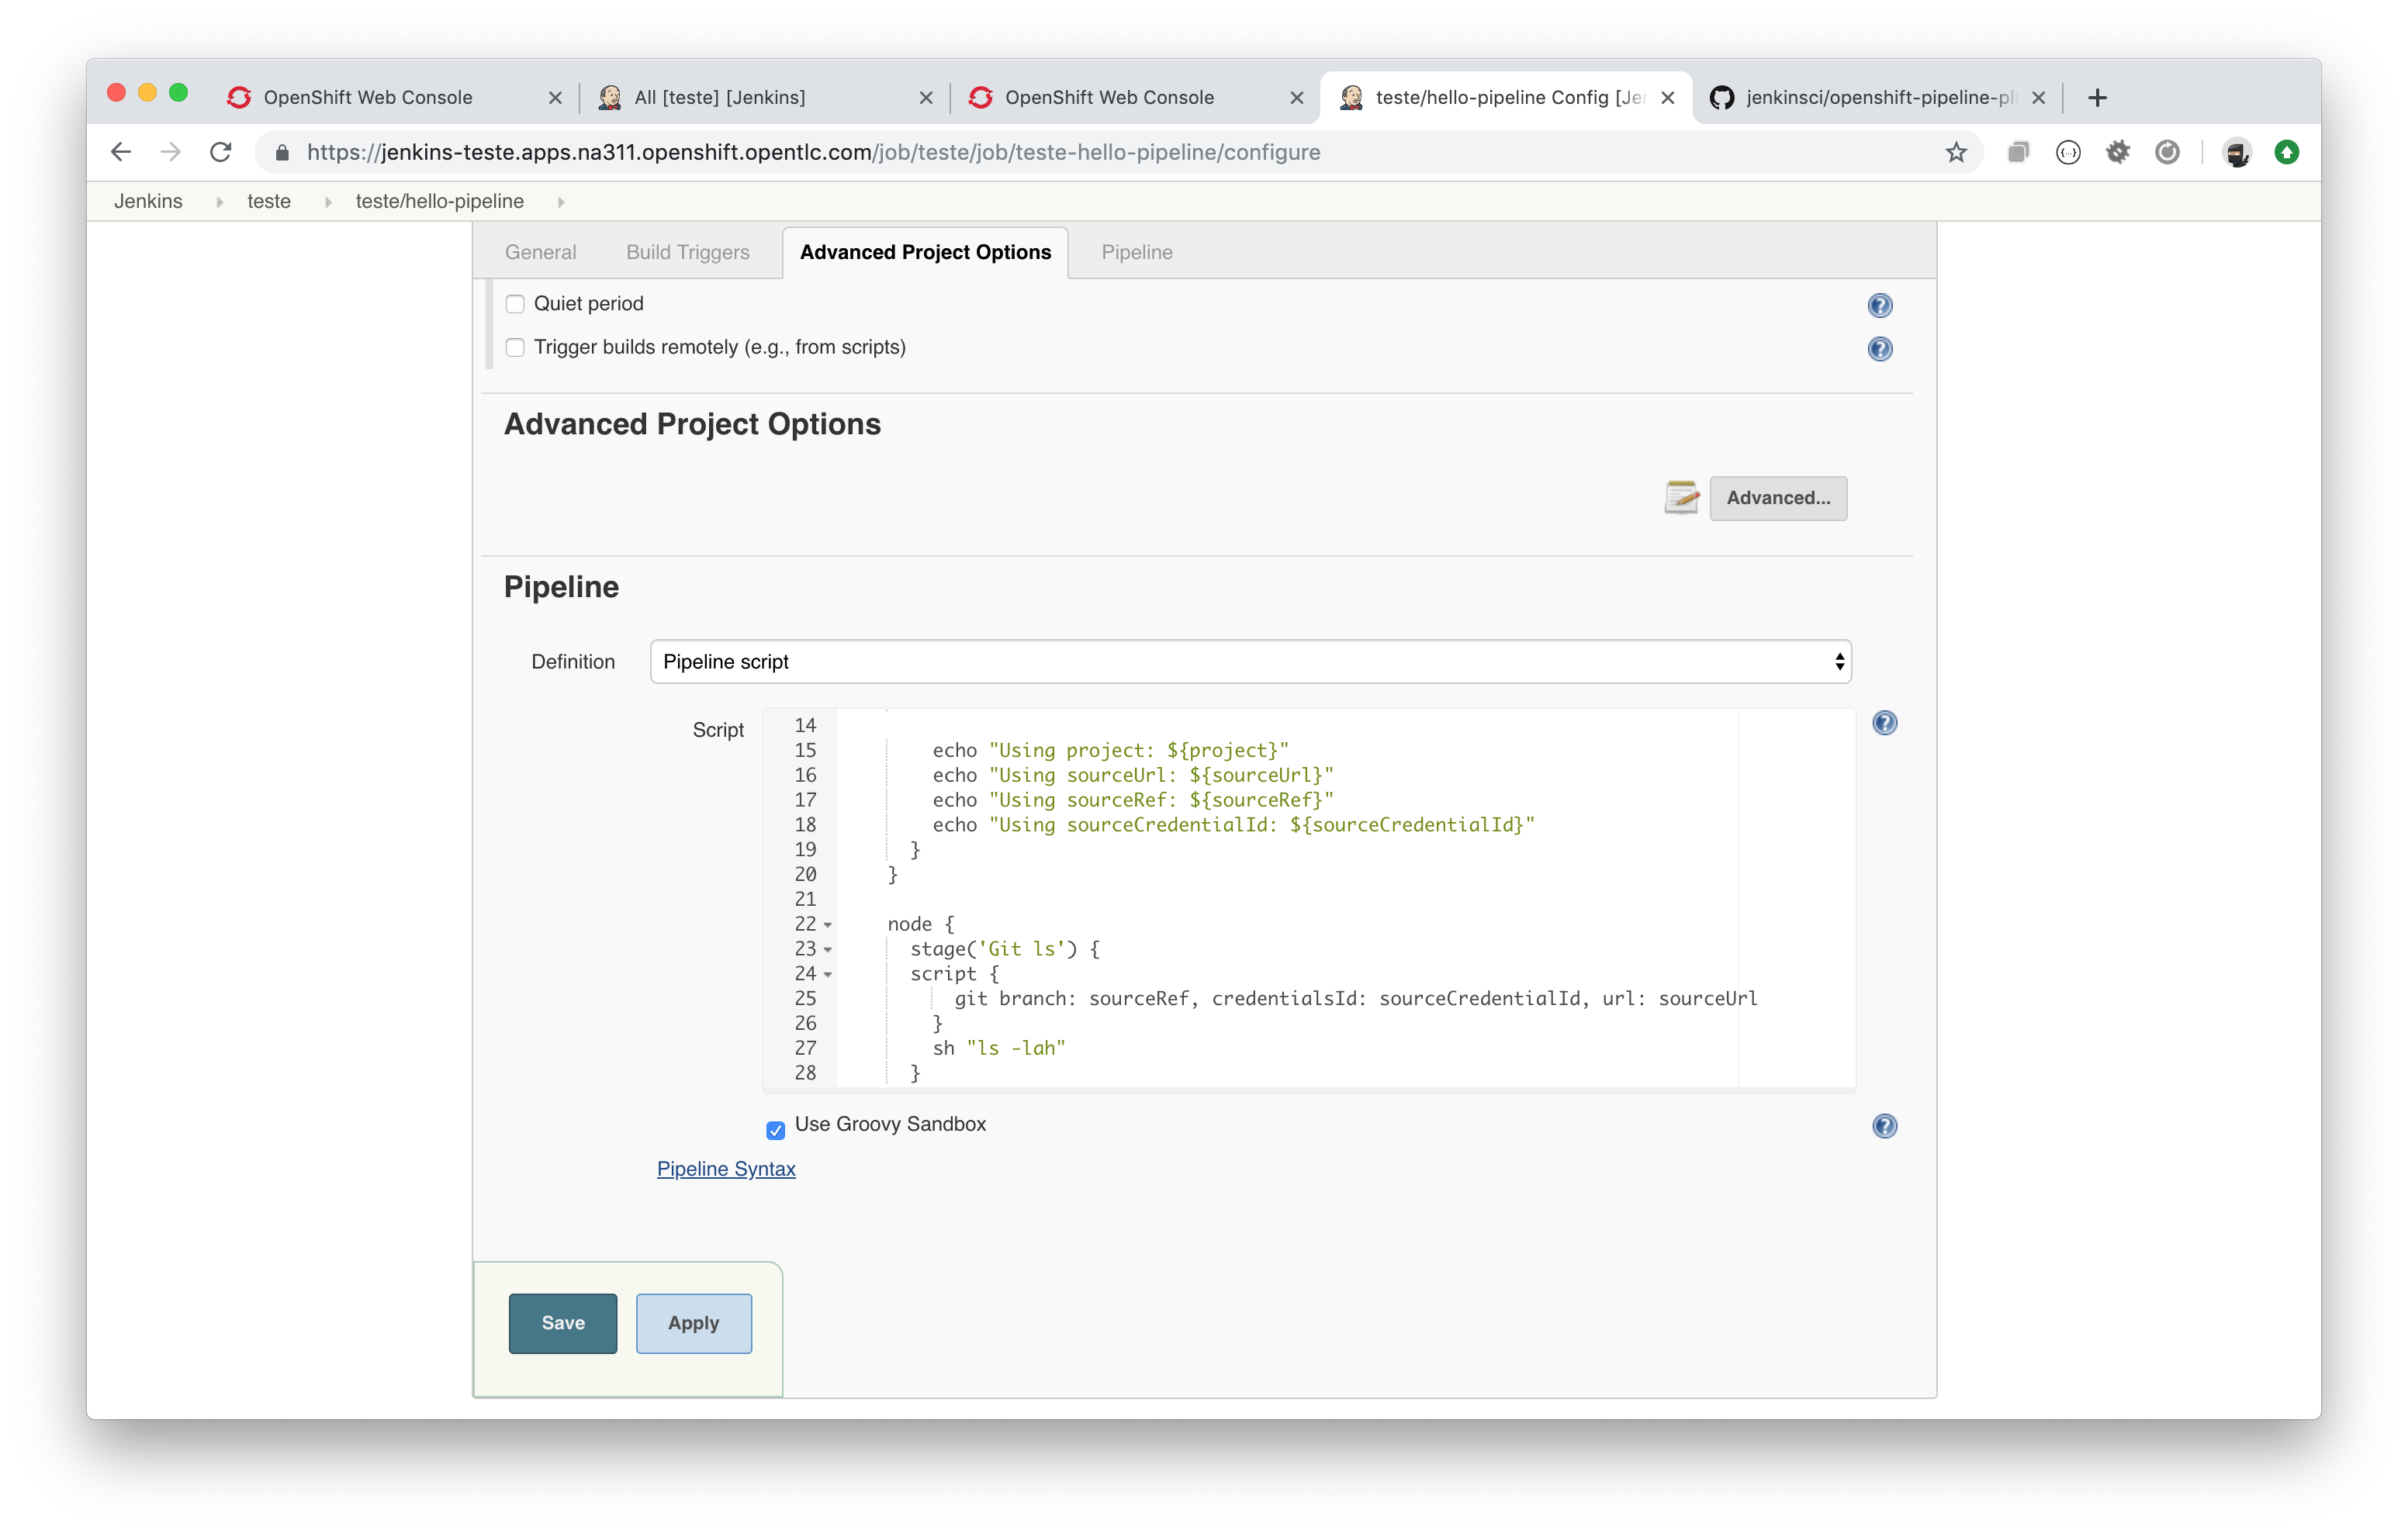 OpenShift Web Console
All [teste] [Jenkins]
OpenShift Web Console
teste/hello-pipeline Config [Jen
jenkinsci/openshift-pipeline-plu
https://jenkins-teste.apps.na311.openshift.opentlc.com/job/teste/job/teste-hello-pipeline/configure
Jenkins
teste
teste/hello-pipeline
General
Build Triggers
Advanced Project Options
Pipeline
Quiet period
Trigger builds remotely (e.g., from scripts)
Advanced Project Options
Advanced...
Pipeline
Definition
Pipeline script
Script
14
15 echo "Using project: ${project}"
16 echo "Using sourceUrl: ${sourceUrl}"
17 echo "Using sourceRef: ${sourceRef}"
18 echo "Using sourceCredentialId: ${sourceCredentialId}"
19 }
20 }
21
22 node {
23 stage('Git ls') {
24 script {
25 git branch: sourceRef, credentialsId: sourceCredentialId, url: sourceUrl
26 }
27 sh "ls -lah"
28 }
Use Groovy Sandbox
Pipeline Syntax
Save
Apply